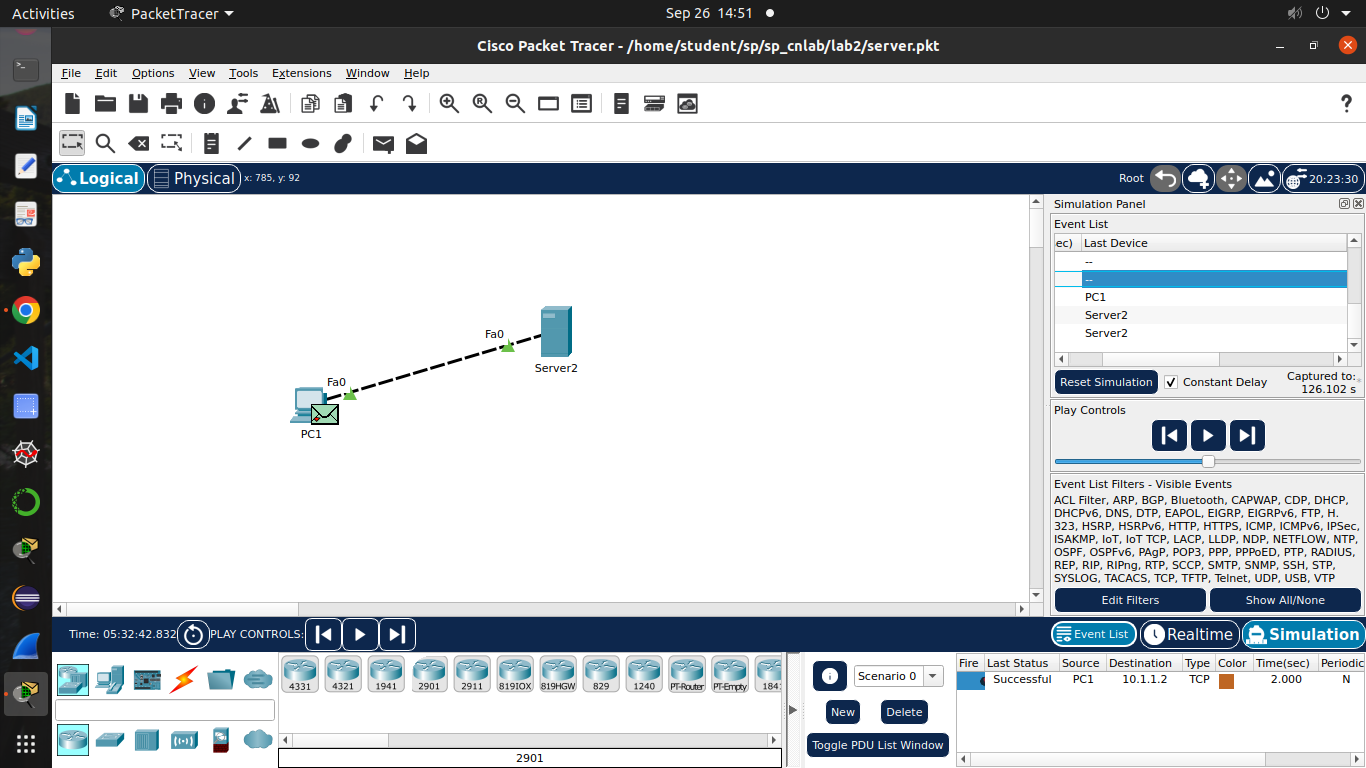 Activities
PacketTracer
Sep 26 14:51
Cisco Packet Tracer - /home/student/sp/sp_cnlab/lab2/server.pkt
File Edit Options View Tools Extensions Window Help
Logical
Physical
x: 785, y: 92
Root
20:23:30
Fa0
Server2
Fa0
PC1
Simulation Panel
Event List
ec) Last Device
--
--
PC1
Server2
Server2
Reset Simulation
Constant Delay
Captured to:
126.102 s
Play Controls
Event List Filters - Visible Events
ACL Filter, ARP, BGP, Bluetooth, CAPWAP, CDP, DHCP,
DHCPv6, DNS, DTP, EAPOL, EIGRP, EIGRPv6, FTP, H.
323, HSRP, HSRPv6, HTTP, HTTPS, ICMP, ICMPv6, IPSec,
ISAKMP, IoT, IoT TCP, LACP, LLDP, NDP, NETFLOW, NTP,
OSPF, OSPFv6, PAgP, POP3, PPP, PPPoED, PTP, RADIUS,
REP, RIP, RIPng, RTP, SCCP, SMTP, SNMP, SSH, STP,
SYSLOG, TACACS, TCP, TFTP, Telnet, UDP, USB, VTP
Edit Filters
Show All/None
Time: 05:32:42.832
PLAY CONTROLS:
Event List
Realtime
Simulation
4331 4321 1941 2901 2911 819IOX 819HGW 829 1240 PT-Router PT-Empty 1841
2901
Scenario 0
New
Delete
Toggle PDU List Window
Fire Last Status Source Destination Type Color Time(sec) Periodic
Successful PC1 10.1.1.2 TCP 2.000 N